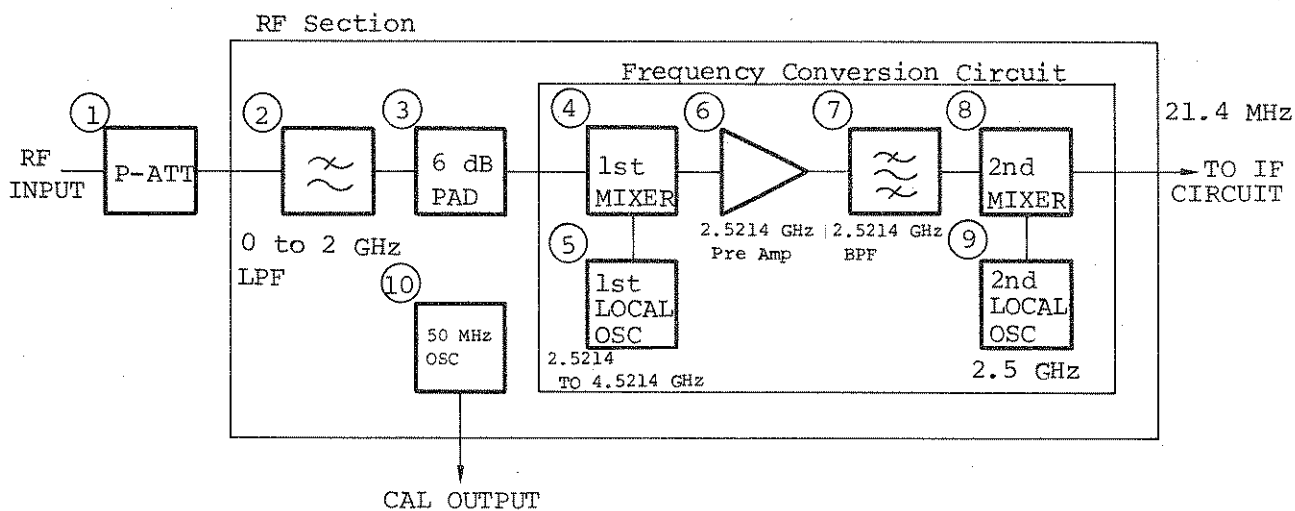 RF Section
Frequency Conversion Circuit
1
2
3
4
6
7
8
21.4 MHz
RF
INPUT
P-ATT
6 dB
PAD
1st
MIXER
2nd
MIXER
TO IF
CIRCUIT
0 to 2 GHz
LPF
2.5214 GHz
Pre Amp
2.5214 GHz
BPF
5
9
10
1st
LOCAL
OSC
2nd
LOCAL
OSC
50 MHz
OSC
2.5214
TO 4.5214 GHz
2.5 GHz
CAL OUTPUT